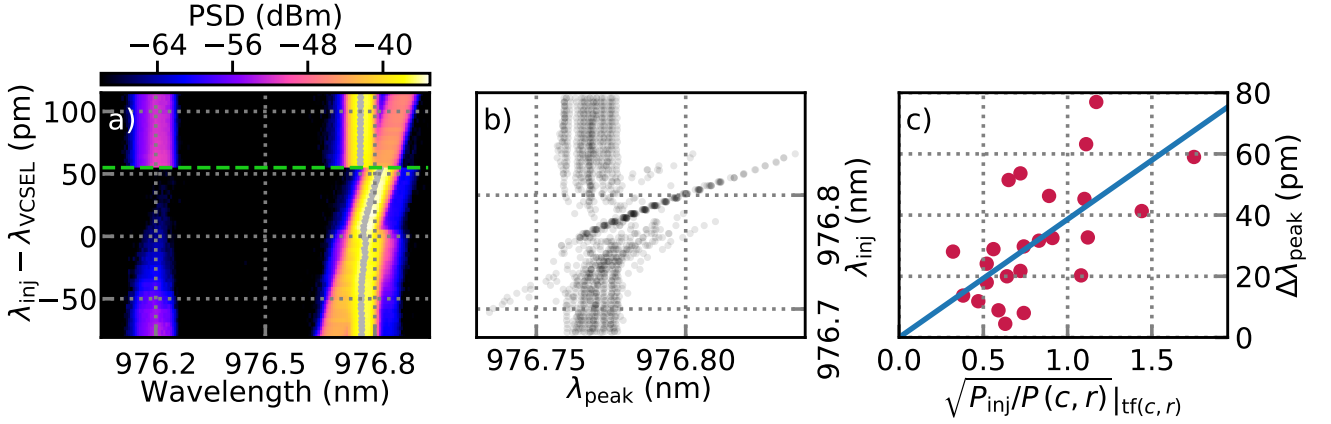 PSD (dBm)
−64 −56 −48 −40
a)
100
50
0
−50
λinj − λVCSEL (pm)
976.2 976.5 976.8
Wavelength (nm)
b)
976.8
976.7
λinj (nm)
976.75 976.80
λpeak (nm)
c)
80
60
40
20
0
Δλpeak (pm)
0.0 0.5 1.0 1.5
√Pinj/P(c, r)|tf(c, r)